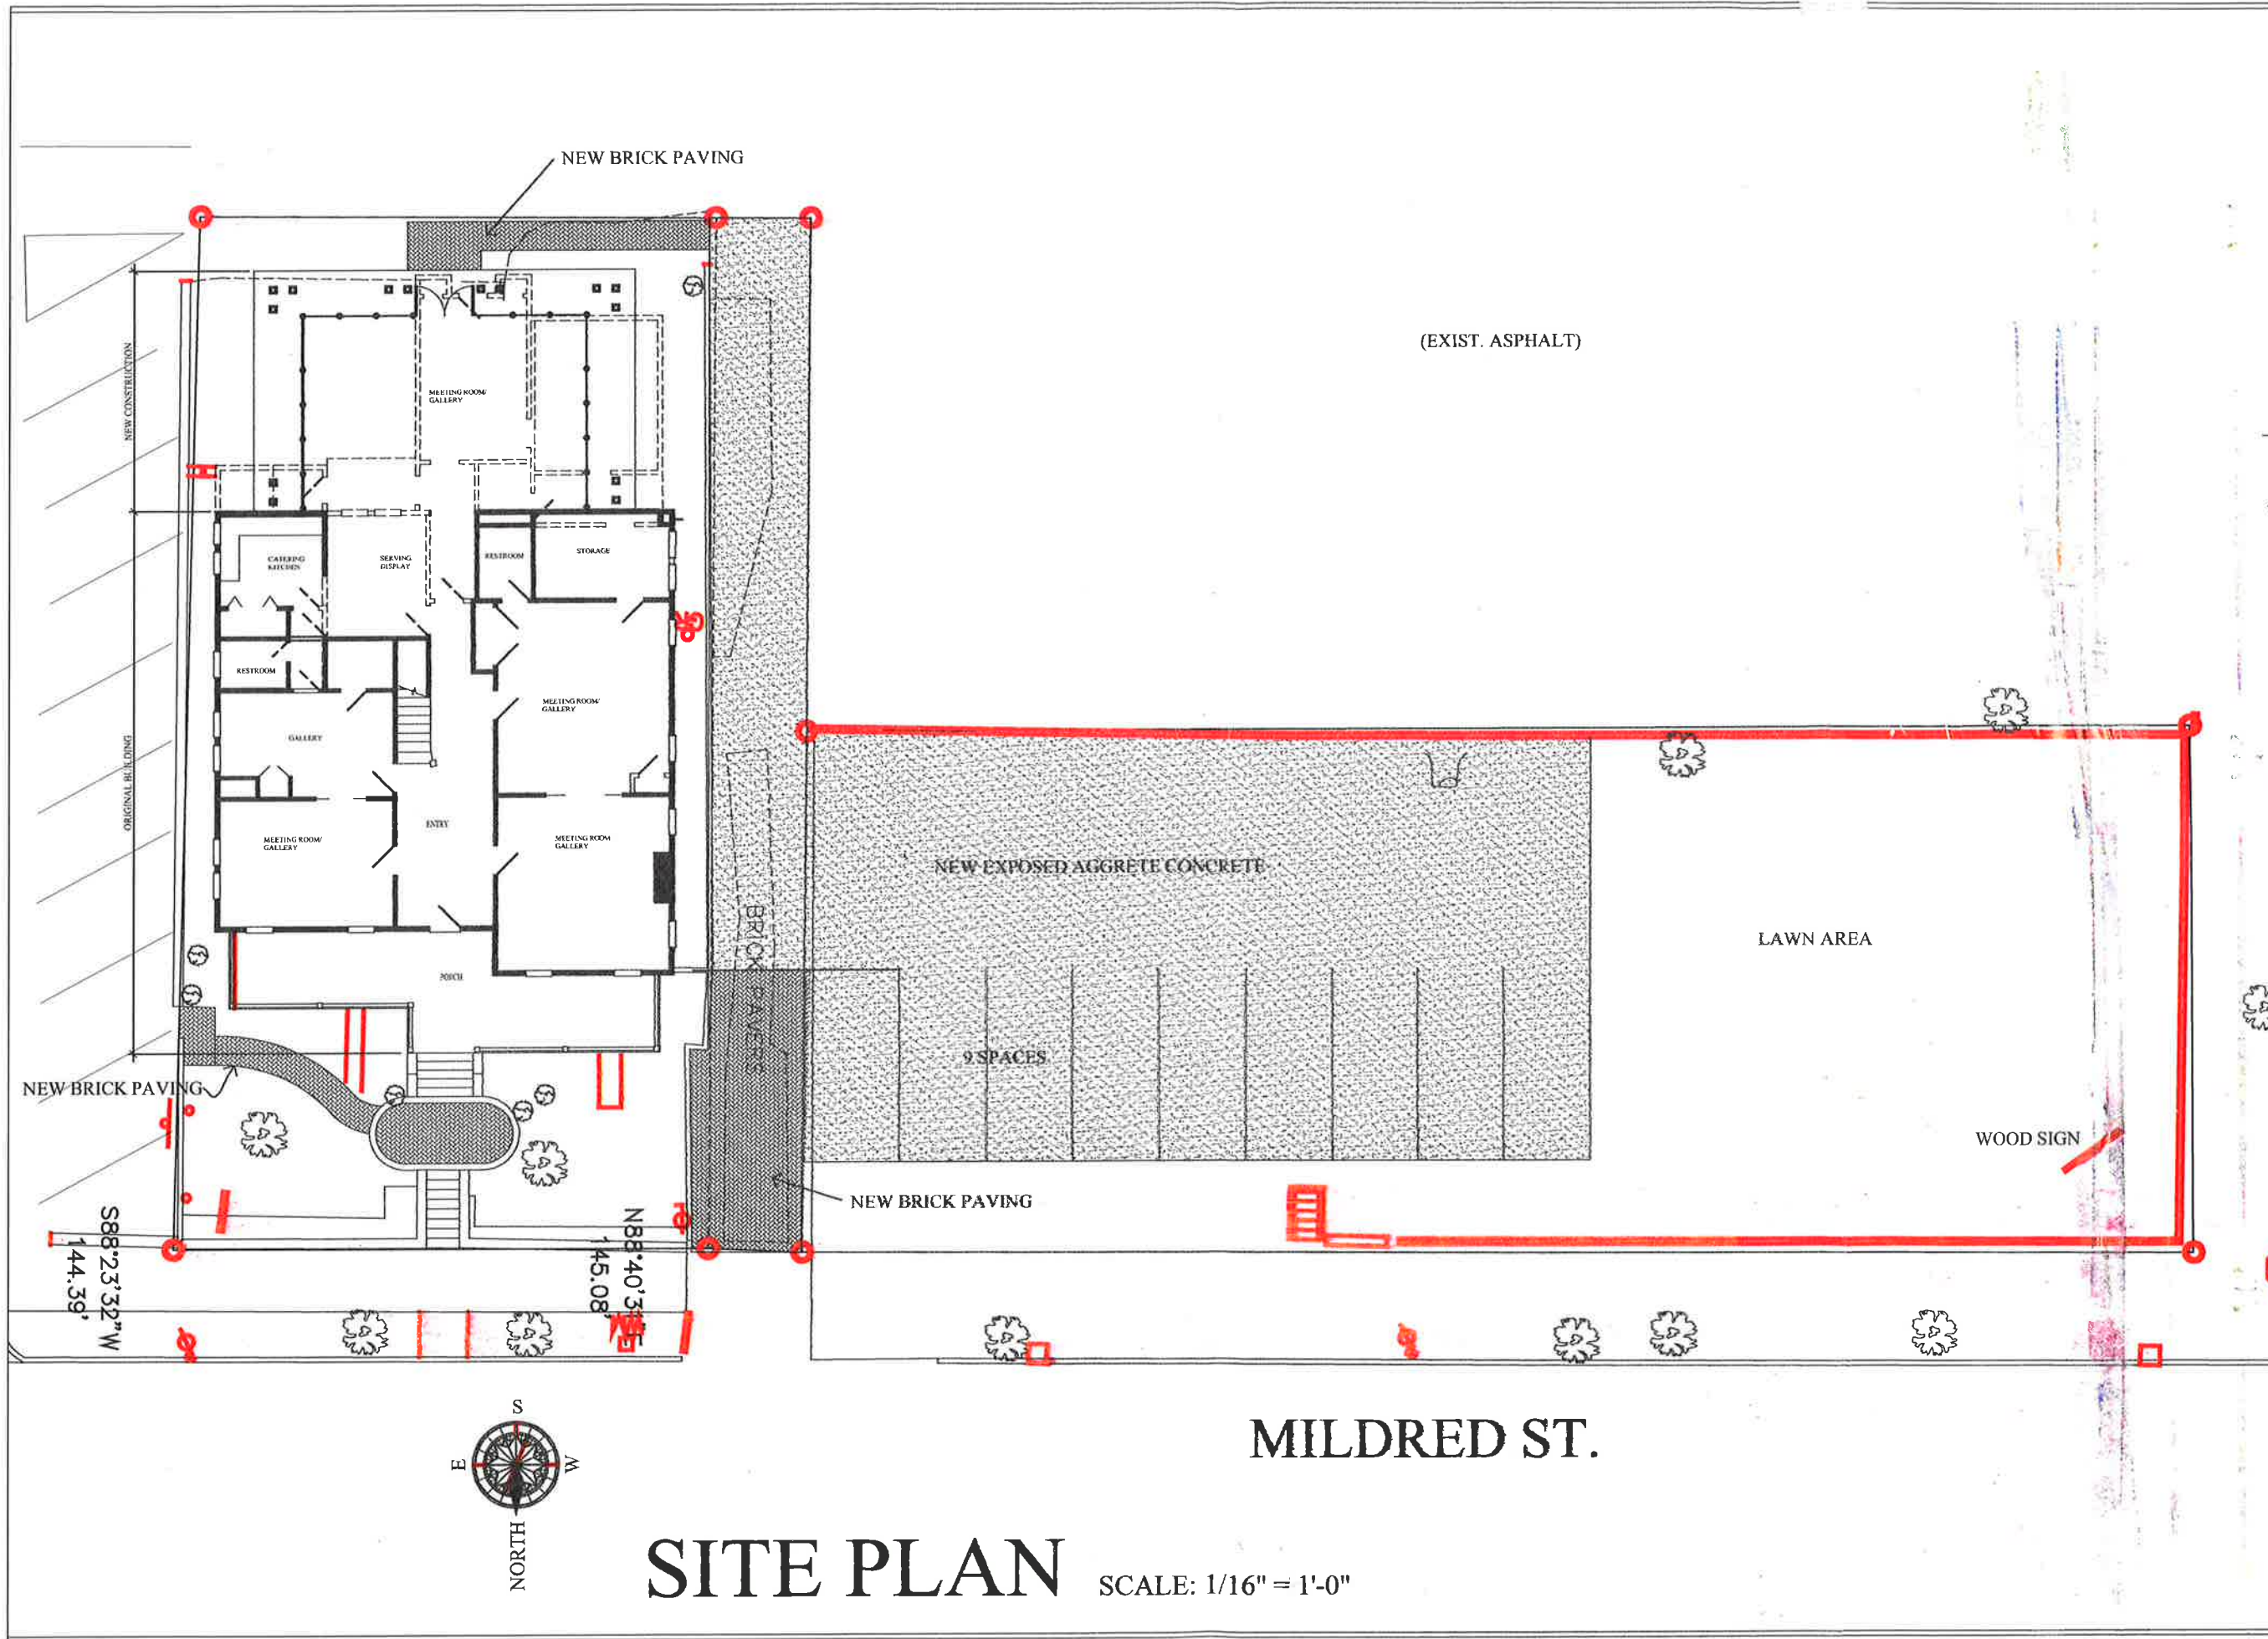 NEW BRICK PAVING
(EXIST. ASPHALT)
NEW CONSTRUCTION
MEETING ROOM/
GALLERY
CATERING
KITCHEN
SERVING
DISPLAY
RESTROOM
STORAGE
RESTROOM
MEETING ROOM/
GALLERY
GALLERY
ORIGINAL BUILDING
ENTRY
MEETING ROOM/
GALLERY
MEETING ROOM
GALLERY
NEW EXPOSED AGGRETE CONCRETE
LAWN AREA
BRICK PAVERS
PORCH
9 SPACES
NEW BRICK PAVING
WOOD SIGN
NEW BRICK PAVING
S88°23'32"W
144.39'
N88°40'3
145.08'
S
E
W
NORTH
MILDRED ST.
SITE PLAN
SCALE: 1/16" = 1'-0"